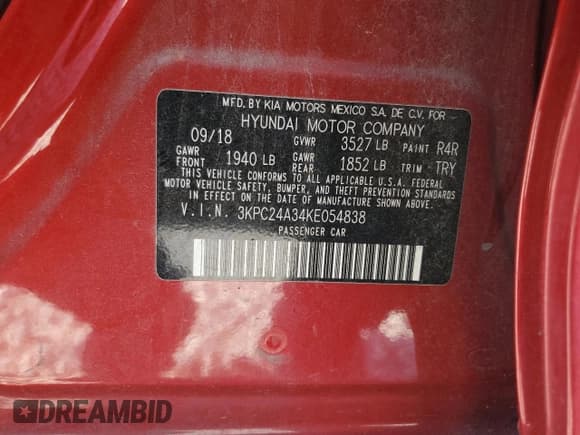 MFD. BY KIA MOTORS MEXICO S.A. DE C.V. FOR
HYUNDAI MOTOR COMPANY
09/18 GVWR 3527 LB PAINT R4R
GAWR FRONT 1940 LB GAWR REAR 1852 LB TRIM TRY
THIS VEHICLE CONFORMS TO ALL APPLICABLE U.S.A. FEDERAL
MOTOR VEHICLE SAFETY, BUMPER, AND THEFT PREVENTION STANDARDS
IN EFFECT ON THE DATE OF MANUFACTURE SHOWN ABOVE.
V.I.N. 3KPC24A34KE054838
PASSENGER CAR
DREAMBID